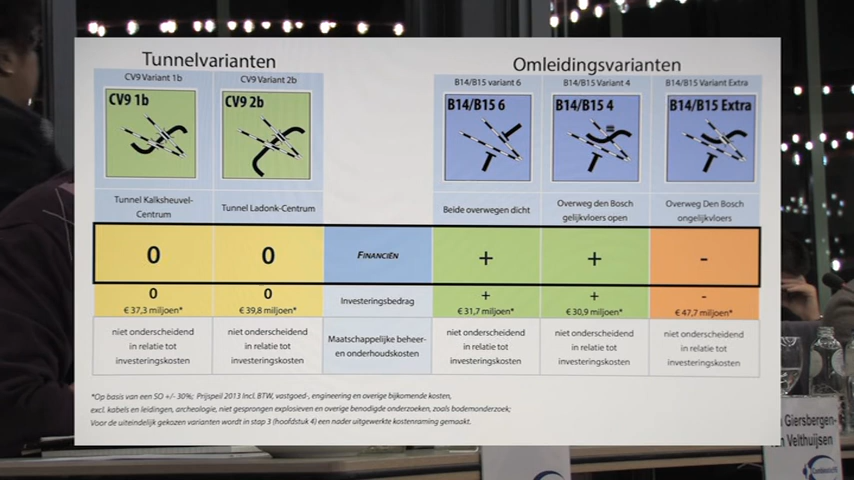 Tunnelvarianten
Omleidingsvarianten
CV9 Variant 1b
CV9 Variant 2b
B14/B15 variant 6
B14/B15 Variant 4
B14/B15 Variant Extra
CV9 1b
CV9 2b
B14/B15 6
B14/B15 4
B14/B15 Extra
Tunnel Kalksheuvel-
Centrum
Tunnel Ladonk-Centrum
Beide overwegen dicht
Overweg den Bosch
gelijkvloers open
Overweg Den Bosch
ongelijkvloers
0
0
FINANCIËN
+
+
-
0
€ 37,3 miljoen*
0
€ 39,8 miljoen*
Investeringsbedrag
+
€ 31,7 miljoen*
+
€ 30,9 miljoen*
-
€ 47,7 miljoen*
niet onderscheidend
in relatie tot
investeringskosten
niet onderscheidend
in relatie tot
investeringskosten
Maatschappelijke beheer-
en onderhoudskosten
niet onderscheidend
in relatie tot
investeringskosten
niet onderscheidend
in relatie tot
investeringskosten
niet onderscheidend
in relatie tot
investeringskosten
*Op basis van een SO +/- 30%; Prijspeil 2013 Incl. BTW, vastgoed-, engineering en overige bijkomende kosten,
excl. kabels en leidingen, archeologie, niet gesprongen explosieven en overige benodigde onderzoeken, zoals bodemonderzoek;
Voor de uiteindelijk gekozen varianten wordt in stap 3 (hoofdstuk 4) een nader uitgewerkte kostenraming gemaakt.
Giersbergen-
Velthuijsen